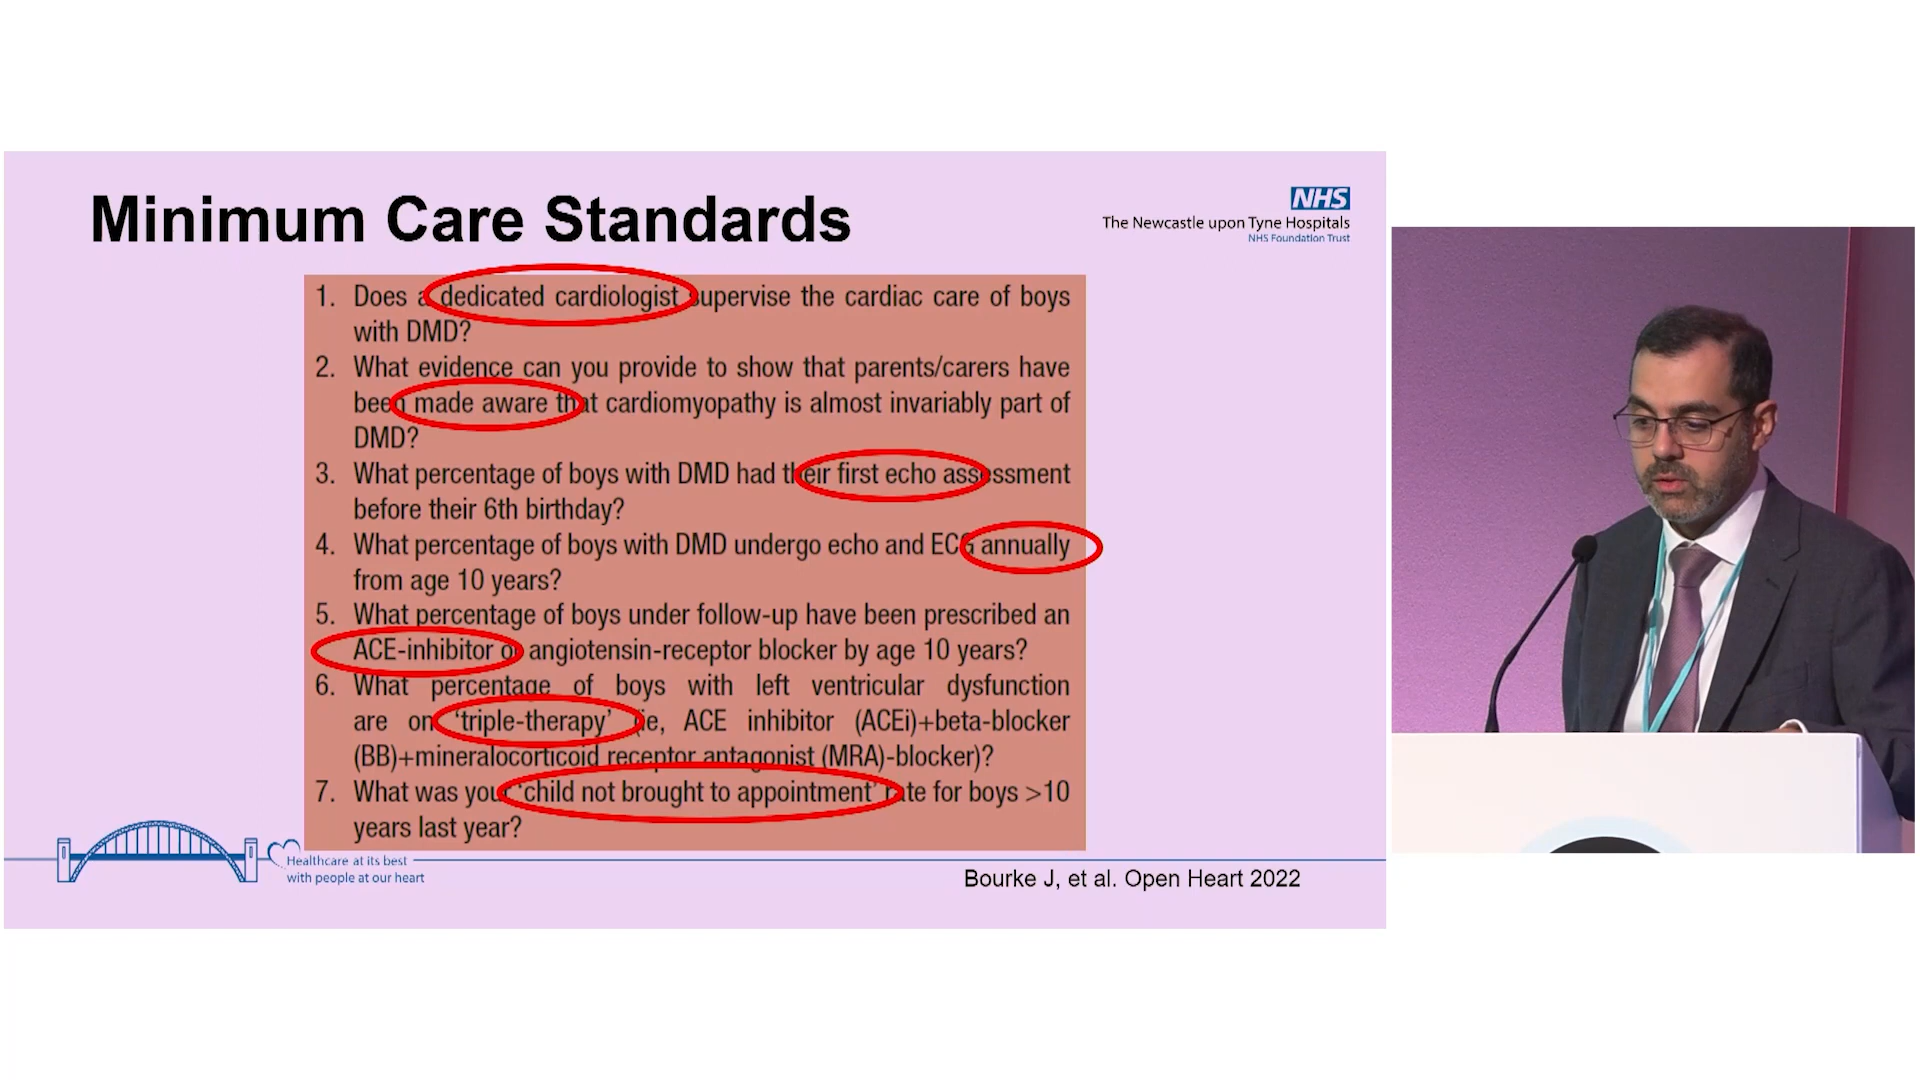 Minimum Care Standards
NHS
The Newcastle upon Tyne Hospitals
NHS Foundation Trust
1. Does a dedicated cardiologist supervise the cardiac care of boys
with DMD?
2. What evidence can you provide to show that parents/carers have
been made aware that cardiomyopathy is almost invariably part of
DMD?
3. What percentage of boys with DMD had their first echo assessment
before their 6th birthday?
4. What percentage of boys with DMD undergo echo and ECG annually
from age 10 years?
5. What percentage of boys under follow-up have been prescribed an
ACE-inhibitor or angiotensin-receptor blocker by age 10 years?
6. What percentage of boys with left ventricular dysfunction
are on ‘triple-therapy’ (ie, ACE inhibitor (ACEi)+beta-blocker
(BB)+mineralocorticoid receptor antagonist (MRA)-blocker)?
7. What was your ‘child not brought to appointment’ rate for boys >10
years last year?
Healthcare at its best
with people at our heart
Bourke J, et al. Open Heart 2022